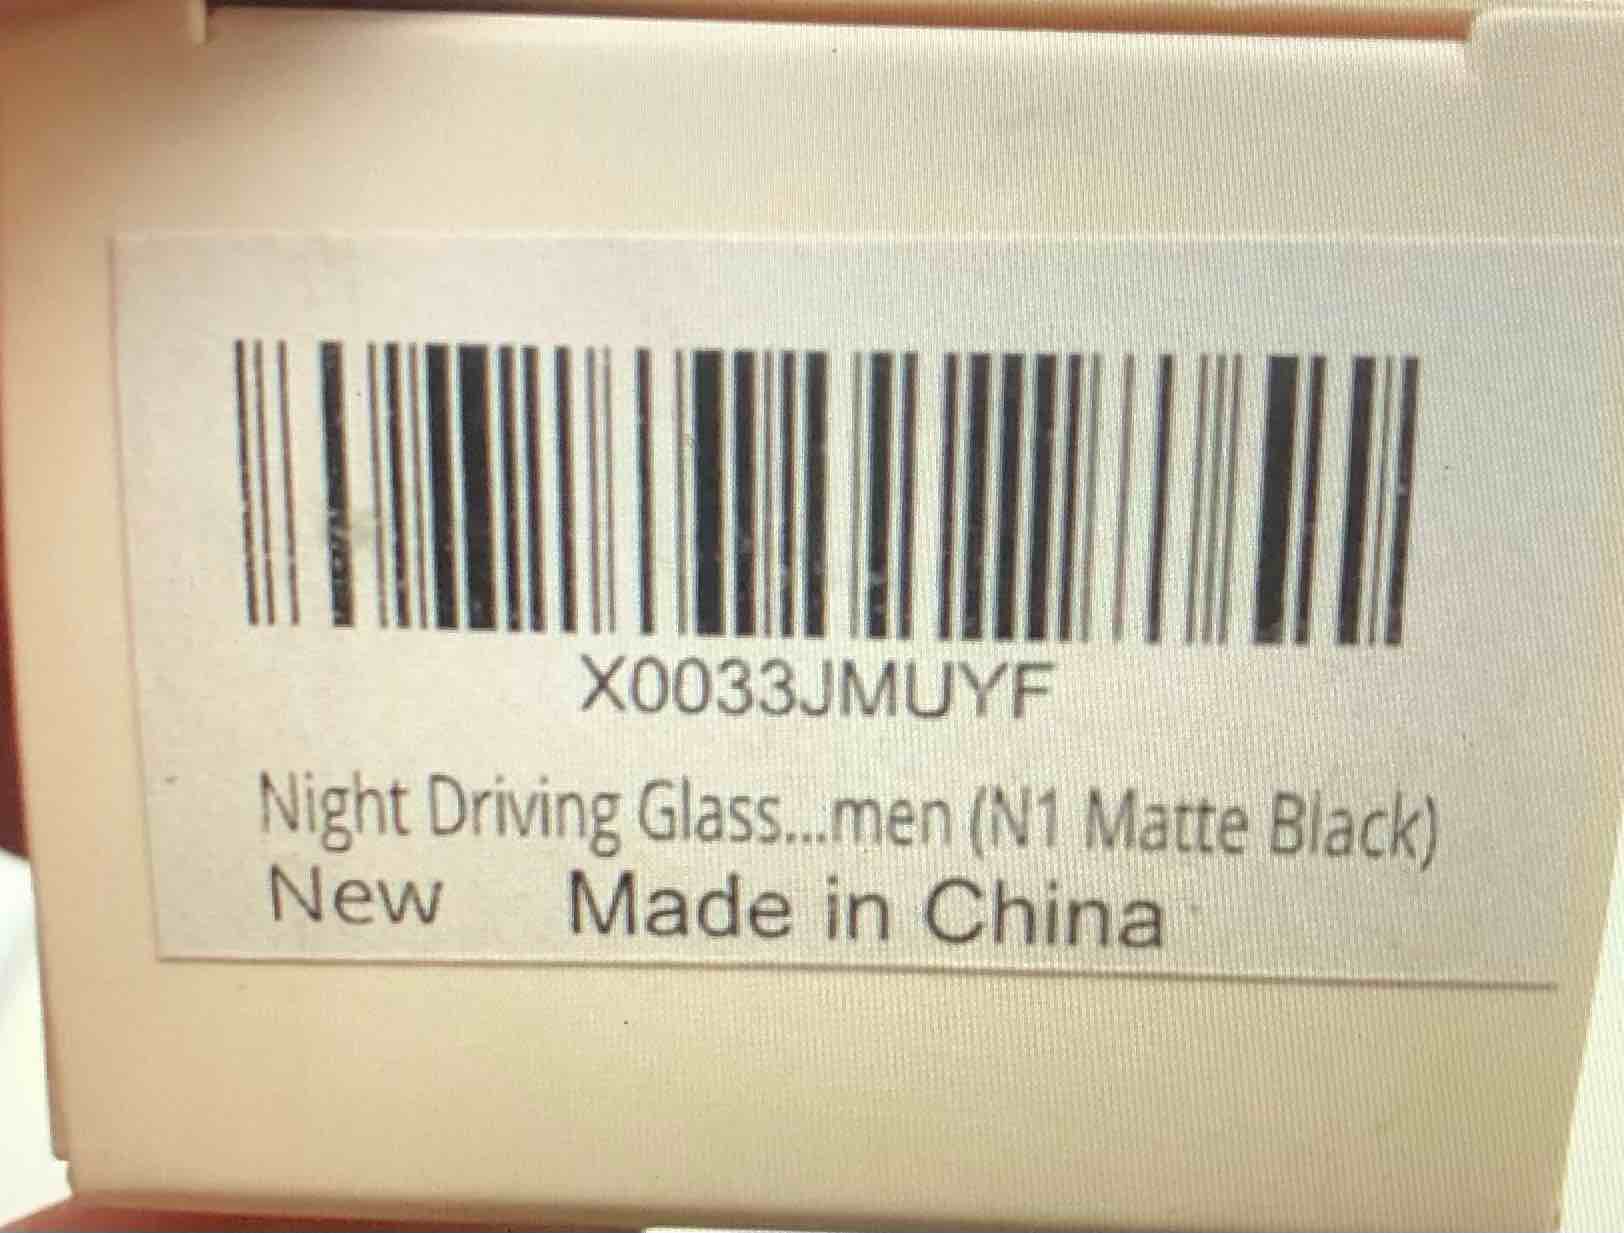 X0033JMUYF
Night Driving Glass...men (N1 Matte Black)
New Made in China